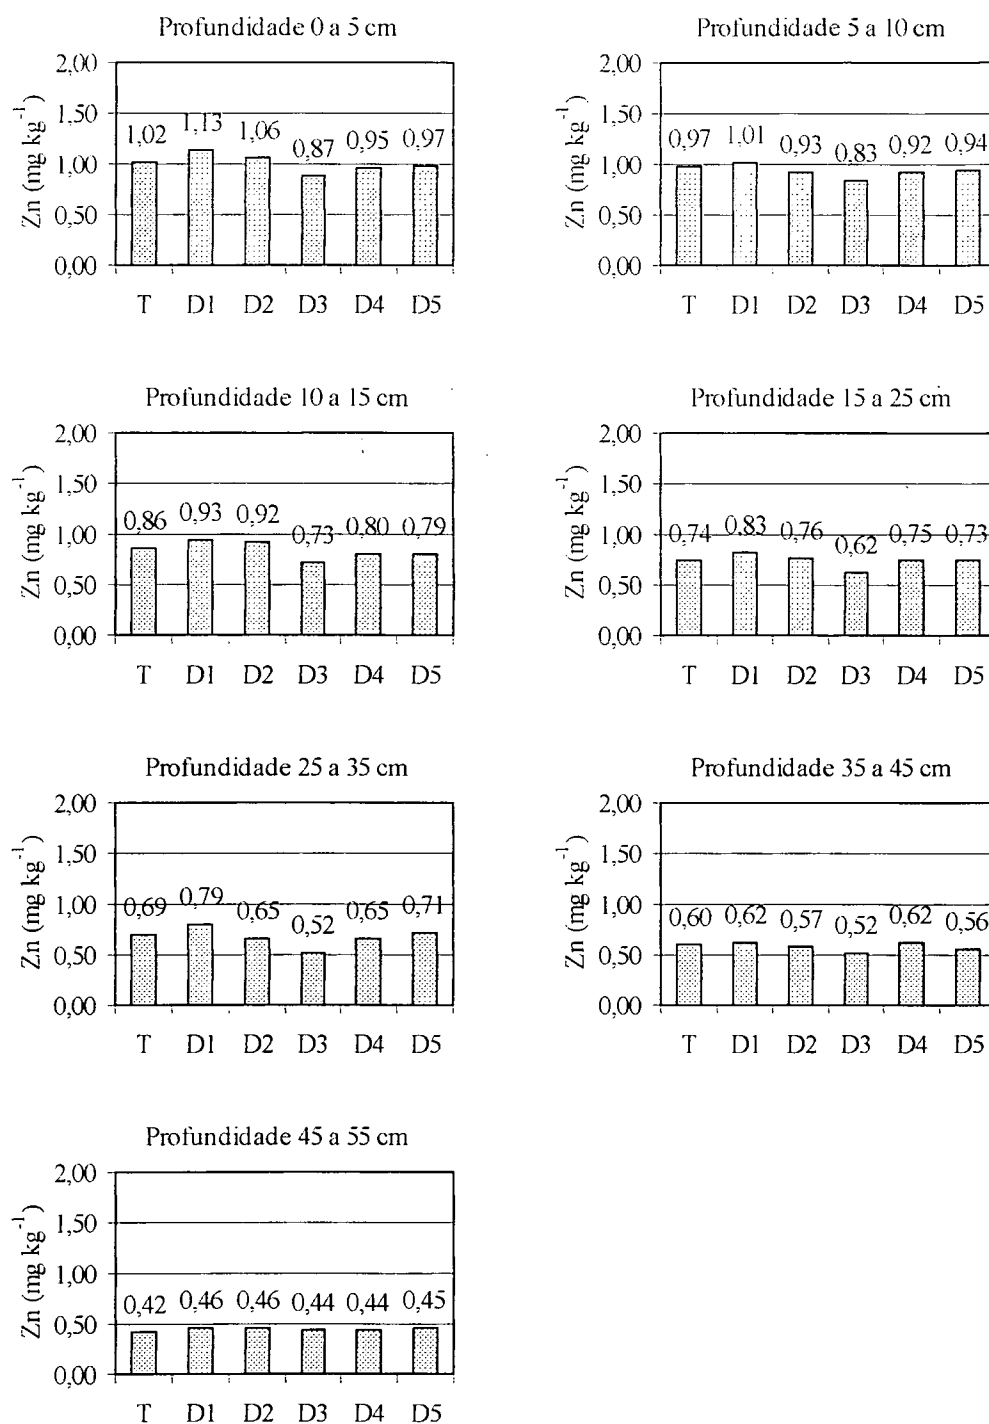 Profundidade 0 a 5 cm
Zn (mg kg-1)
2,00
1,50
1,00
0,50
0,00
1,02 1,13 1,06 0,87 0,95 0,97
T D1 D2 D3 D4 D5
Profundidade 5 a 10 cm
Zn (mg kg-1)
2,00
1,50
1,00
0,50
0,00
0,97 1,01 0,93 0,83 0,92 0,94
T D1 D2 D3 D4 D5
Profundidade 10 a 15 cm
Zn (mg kg-1)
2,00
1,50
1,00
0,50
0,00
0,86 0,93 0,92 0,73 0,80 0,79
T D1 D2 D3 D4 D5
Profundidade 15 a 25 cm
Zn (mg kg-1)
2,00
1,50
1,00
0,50
0,00
0,74 0,83 0,76 0,62 0,75 0,73
T D1 D2 D3 D4 D5
Profundidade 25 a 35 cm
Zn (mg kg-1)
2,00
1,50
1,00
0,50
0,00
0,69 0,79 0,65 0,52 0,65 0,71
T D1 D2 D3 D4 D5
Profundidade 35 a 45 cm
Zn (mg kg-1)
2,00
1,50
1,00
0,50
0,00
0,60 0,62 0,57 0,52 0,62 0,56
T D1 D2 D3 D4 D5
Profundidade 45 a 55 cm
Zn (mg kg-1)
2,00
1,50
1,00
0,50
0,00
0,42 0,46 0,46 0,44 0,44 0,45
T D1 D2 D3 D4 D5